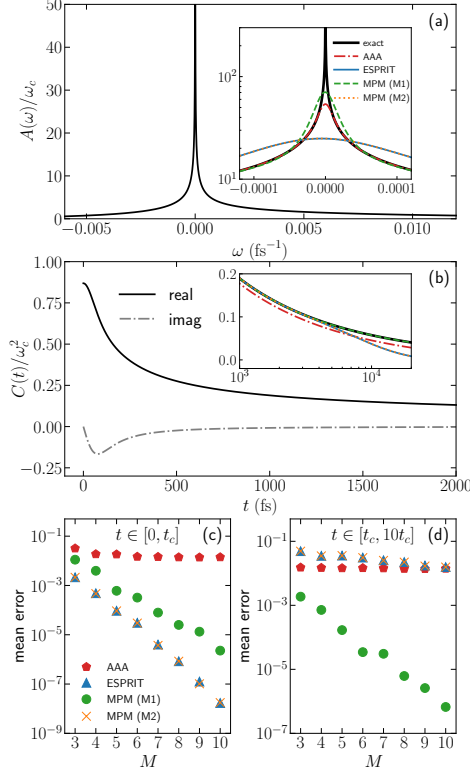 50
40
30
20
10
0
A(ω)/ω_c
(a)
exact
AAA
ESPRIT
MPM (M1)
MPM (M2)
10²
10¹
−0.0001
0.0000
0.0001
−0.005
0.000
0.005
0.010
ω (fs⁻¹)
1.00
0.75
0.50
0.25
0.00
−0.25
C(t)/ω_c²
(b)
real
imag
0.2
0.1
0.0
10³
10⁴
0
500
1000
1500
2000
t (fs)
t ∈ [0, t_c]
(c)
10⁻¹
10⁻³
10⁻⁵
10⁻⁷
10⁻⁹
mean error
AAA
ESPRIT
MPM (M1)
MPM (M2)
3 4 5 6 7 8 9 10
M
t ∈ [t_c, 10t_c]
(d)
10⁻¹
10⁻³
10⁻⁵
10⁻⁷
mean error
3 4 5 6 7 8 9 10
M